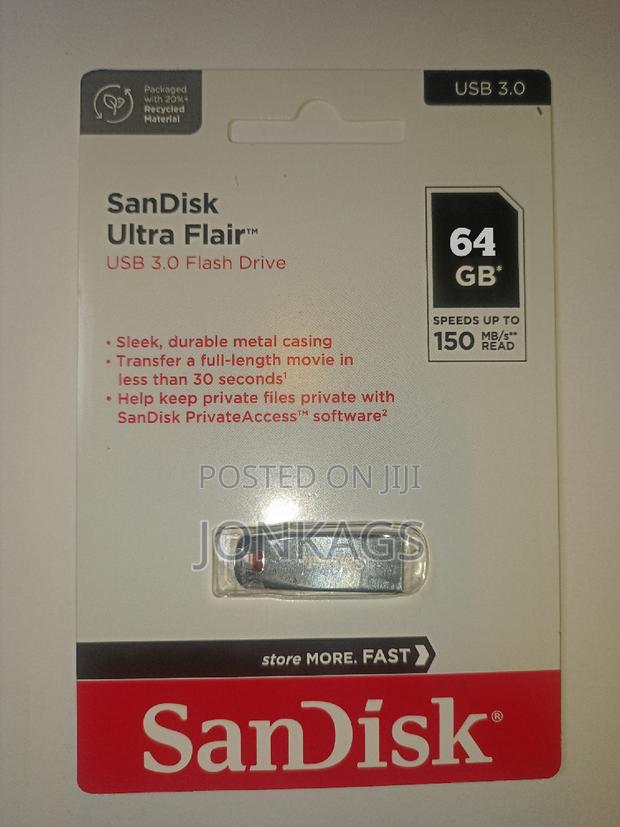 Packaged
with 20%+
Recycled
Material
USB 3.0
SanDisk
Ultra Flair™
USB 3.0 Flash Drive
64
GB*
SPEEDS UP TO
150 MB/s**
READ
• Sleek, durable metal casing
• Transfer a full-length movie in
less than 30 seconds¹
• Help keep private files private with
SanDisk PrivateAccess™ software²
POSTED ON JIJI
JONKAGS
store MORE. FAST
SanDisk®